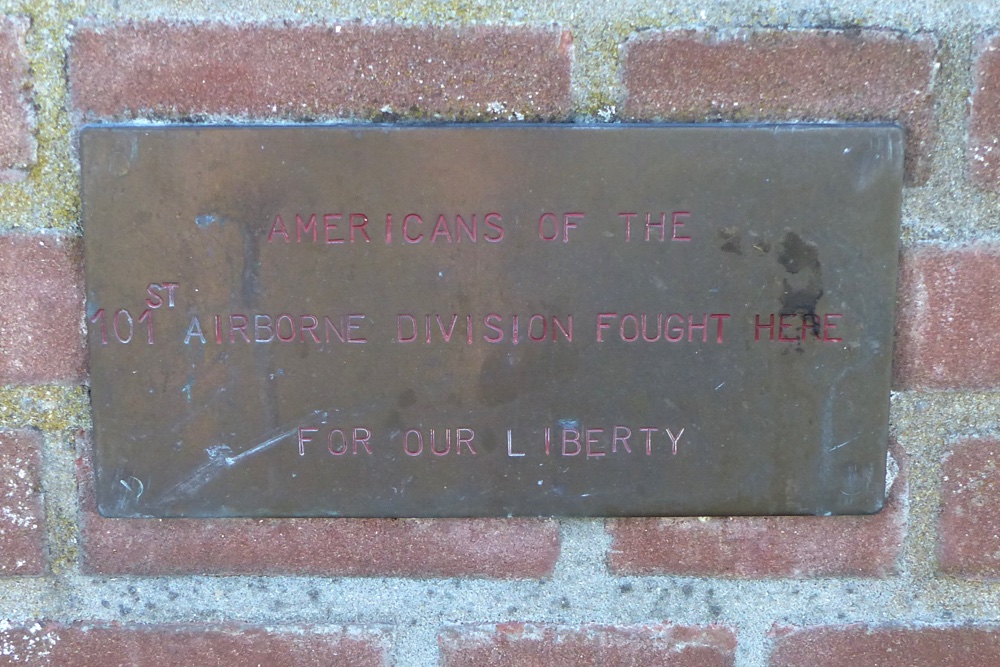 AMERICANS OF THE
101ST AIRBORNE DIVISION FOUGHT HERE
FOR OUR LIBERTY